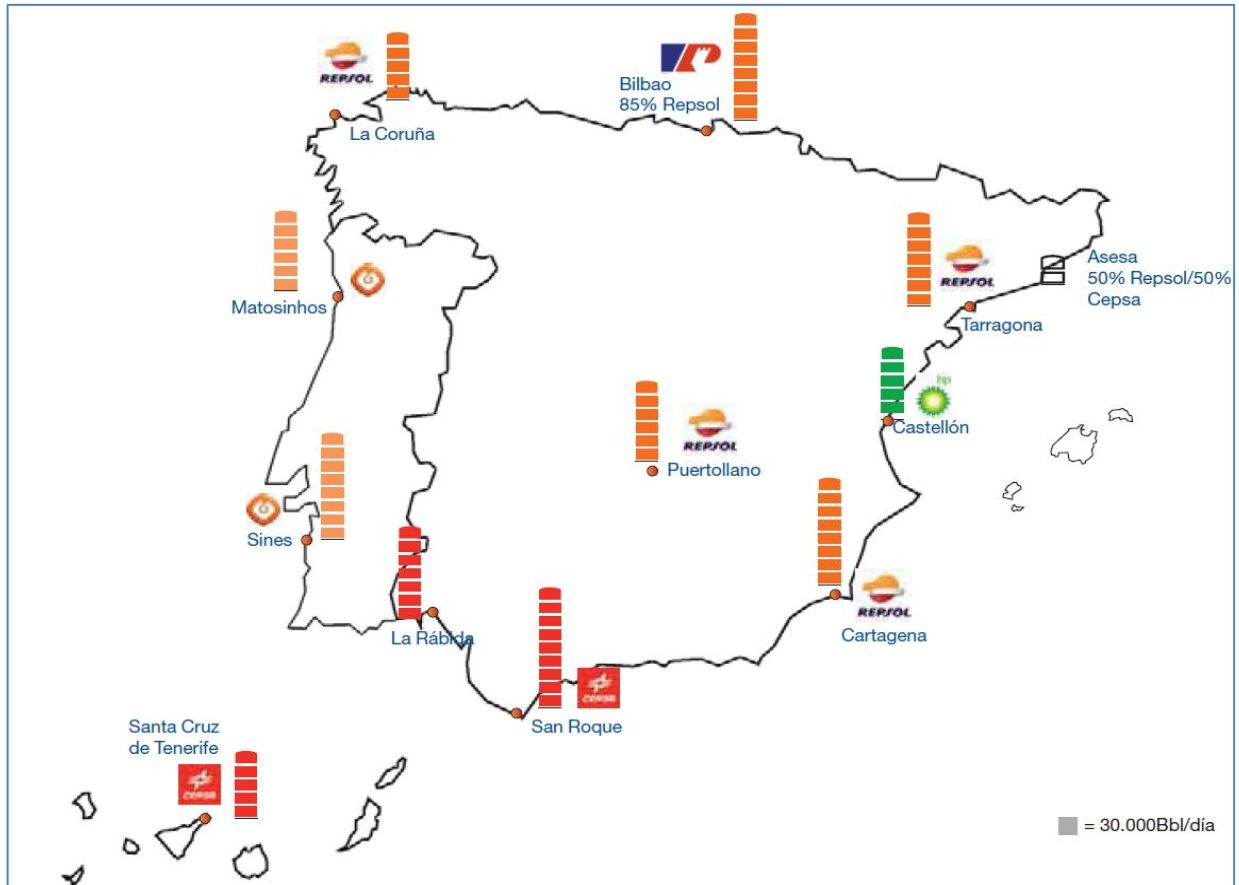 REPSOL
La Coruña
Bilbao
85% Repsol
Matosinhos
REPSOL
Tarragona
Asesa
50% Repsol/50%
Cepsa
bp
Castellón
REPSOL
Puertollano
Sines
La Rábida
REPSOL
Cartagena
CEPSA
San Roque
Santa Cruz
de Tenerife
CEPSA
= 30.000Bbl/día